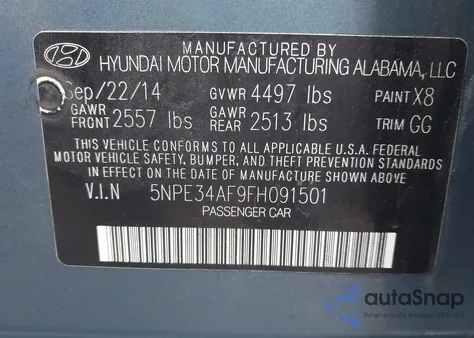 MANUFACTURED BY
HYUNDAI MOTOR MANUFACTURING ALABAMA, LLC
ep/22/14 GVWR 4497 lbs PAINT X8
GAWR FRONT 2557 lbs GAWR REAR 2513 lbs TRIM GG
THIS VEHICLE CONFORMS TO ALL APPLICABLE U.S.A. FEDERAL
MOTOR VEHICLE SAFETY, BUMPER, AND THEFT PREVENTION
STANDARDS IN EFFECT ON THE DATE OF
MANUFACTURE SHOWN ABOVE.
V.I.N 5NPE34AF9FH091501
PASSENGER CAR
autoSnap